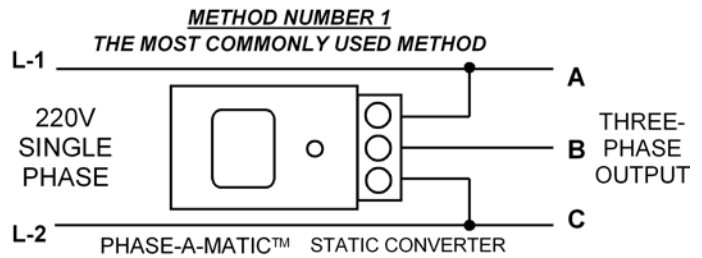 METHOD NUMBER 1
THE MOST COMMONLY USED METHOD
L-1
A
220V
SINGLE
PHASE
B
THREE-
PHASE
OUTPUT
C
L-2
PHASE-A-MATIC™ STATIC CONVERTER